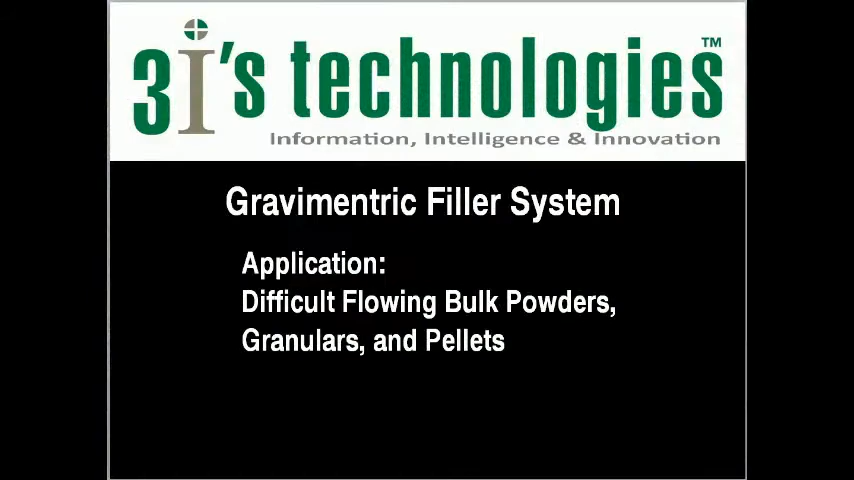 3i's technologies™
Information, Intelligence & Innovation
Gravimentric Filler System
Application:
Difficult Flowing Bulk Powders,
Granulars, and Pellets